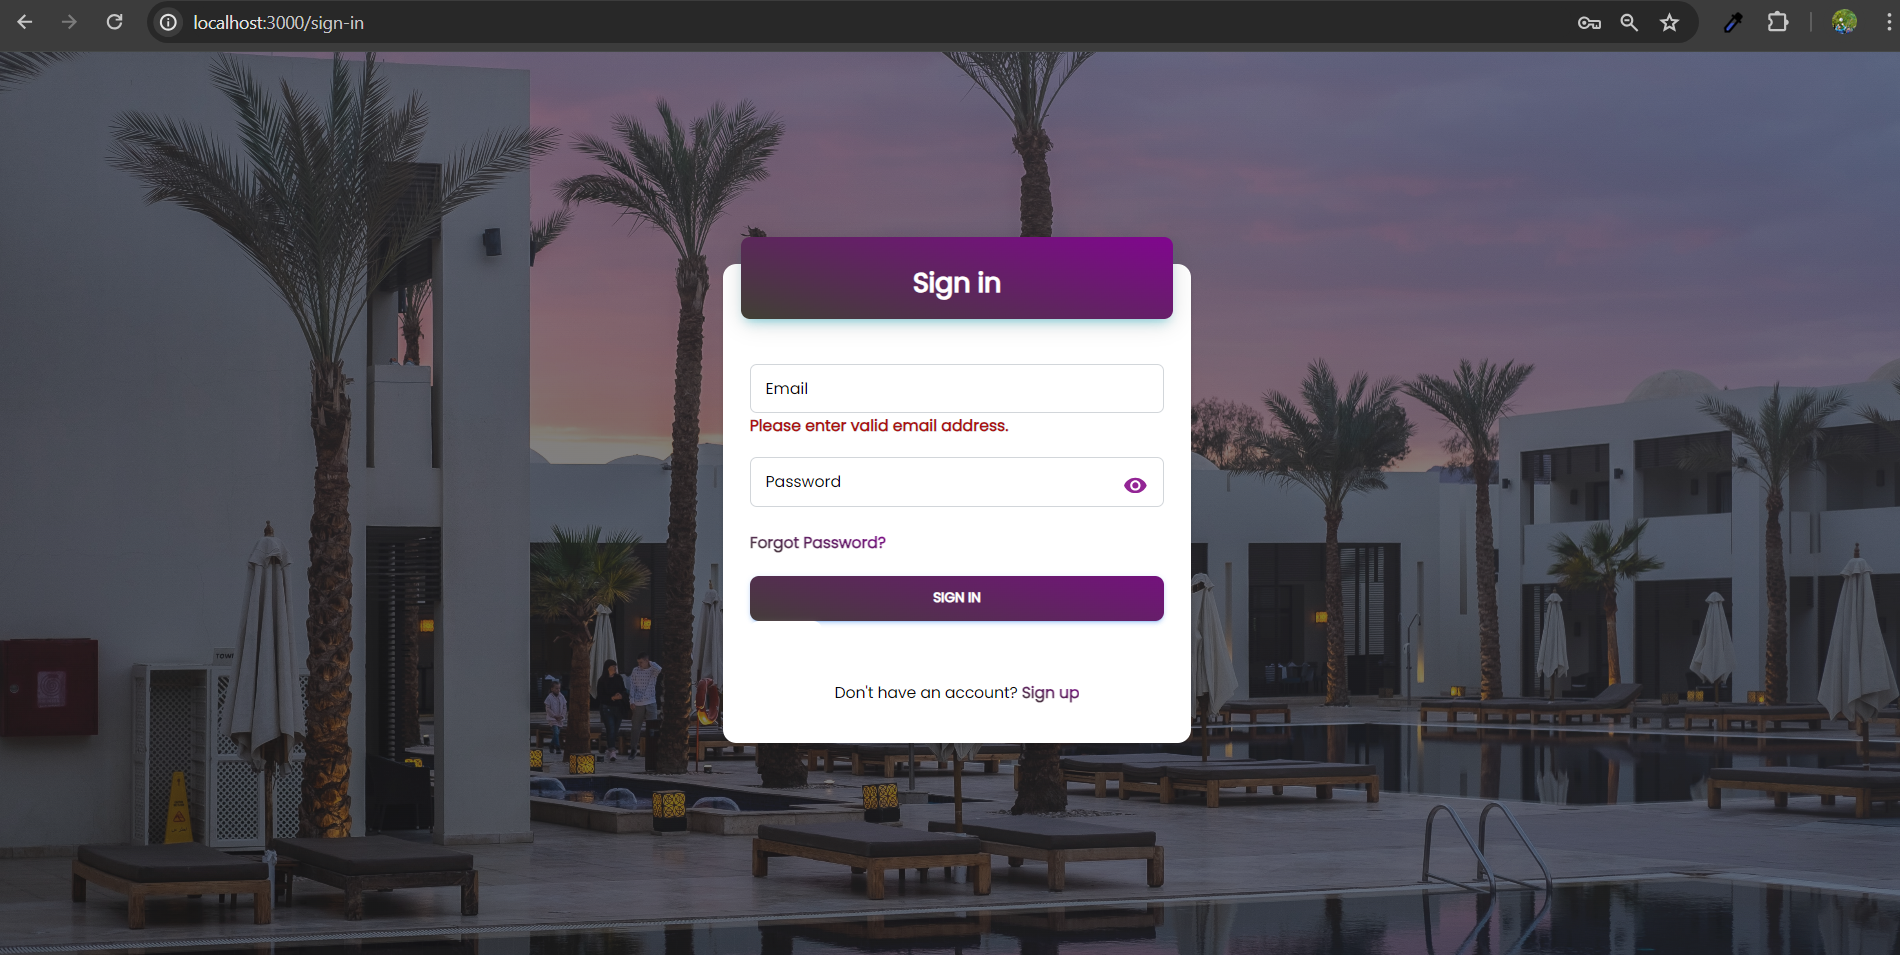 localhost:3000/sign-in
Sign in
Email
Please enter valid email address.
Password
Forgot Password?
SIGN IN
Don't have an account? Sign up